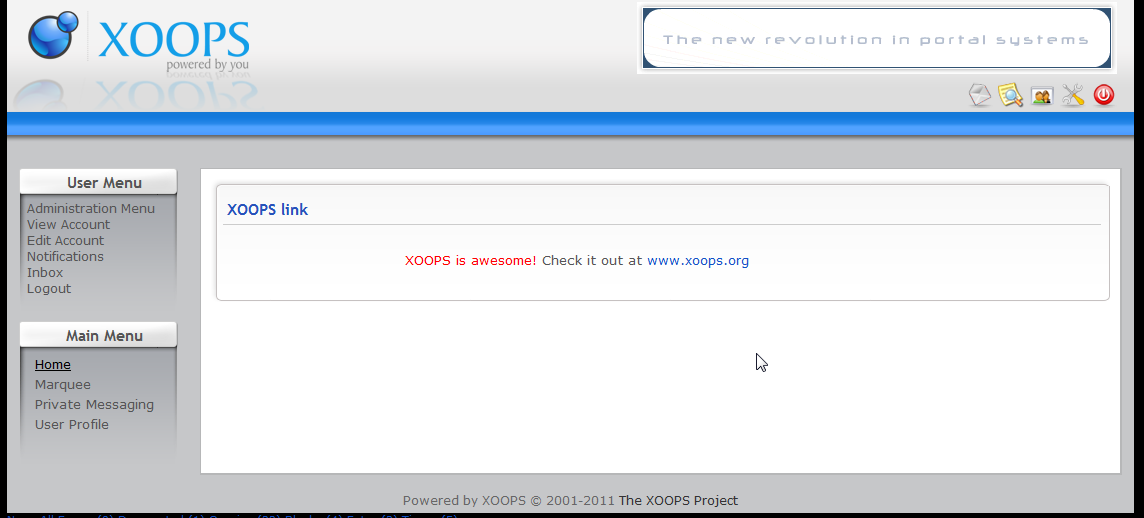 XOOPS
powered by you
The new revolution in portal systems
User Menu
Administration Menu
View Account
Edit Account
Notifications
Inbox
Logout
Main Menu
Home
Marquee
Private Messaging
User Profile
XOOPS link
XOOPS is awesome! Check it out at www.xoops.org
Powered by XOOPS © 2001-2011 The XOOPS Project